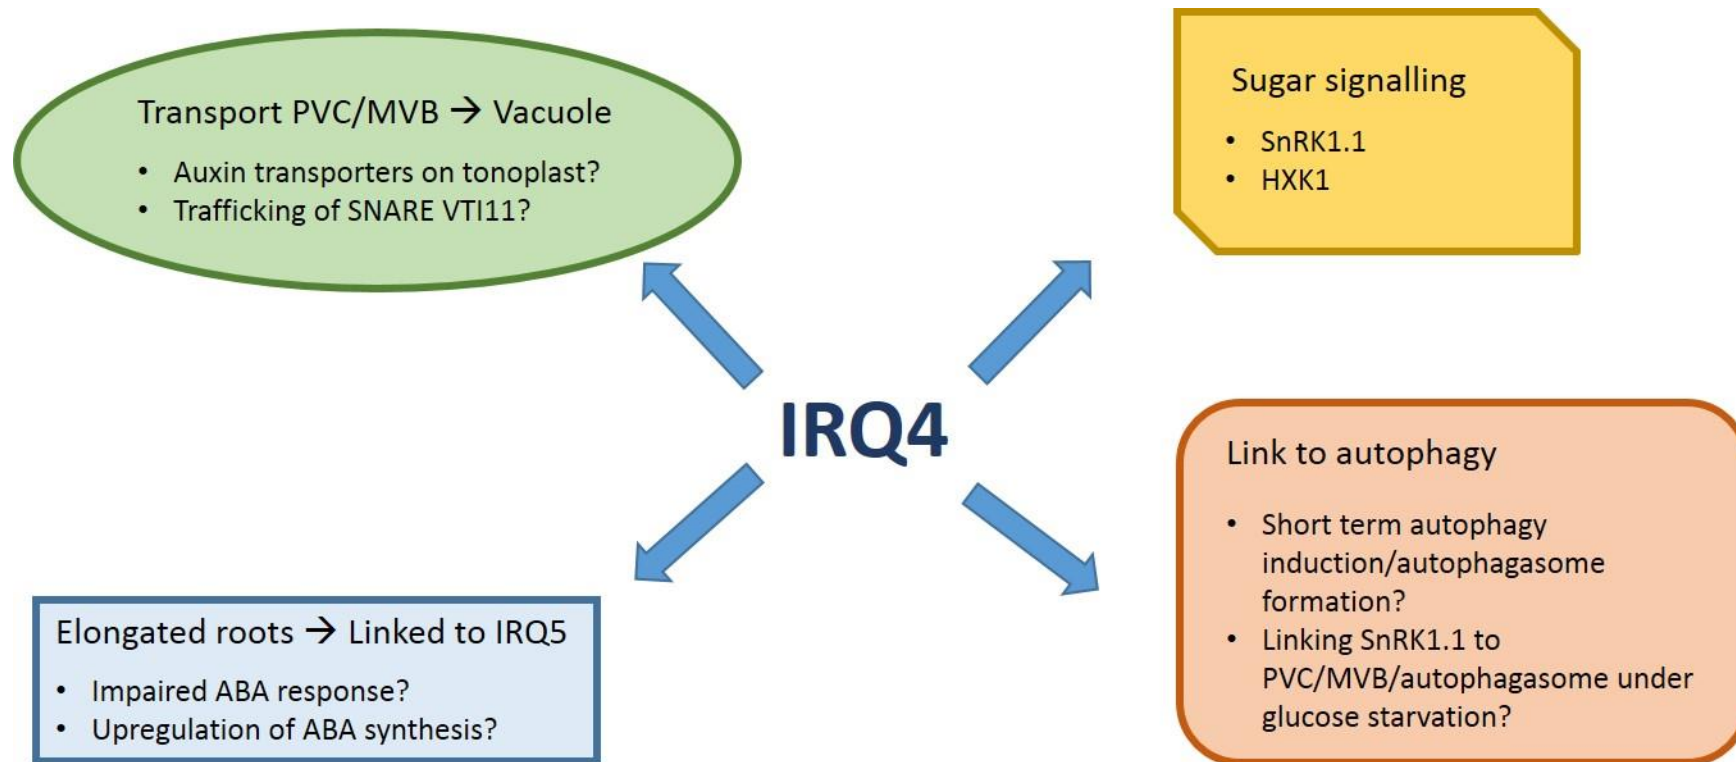 Transport PVC/MVB → Vacuole
• Auxin transporters on tonoplast?
• Trafficking of SNARE VTI11?
Sugar signalling
• SnRK1.1
• HXK1
IRQ4
Elongated roots → Linked to IRQ5
• Impaired ABA response?
• Upregulation of ABA synthesis?
Link to autophagy
• Short term autophagy
induction/autophagasome
formation?
• Linking SnRK1.1 to
PVC/MVB/autophagasome under
glucose starvation?